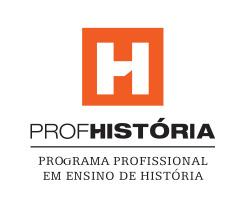 H
PROFHISTÓRIA
PROGRAMA PROFISSIONAL
EM ENSINO DE HISTÓRIA